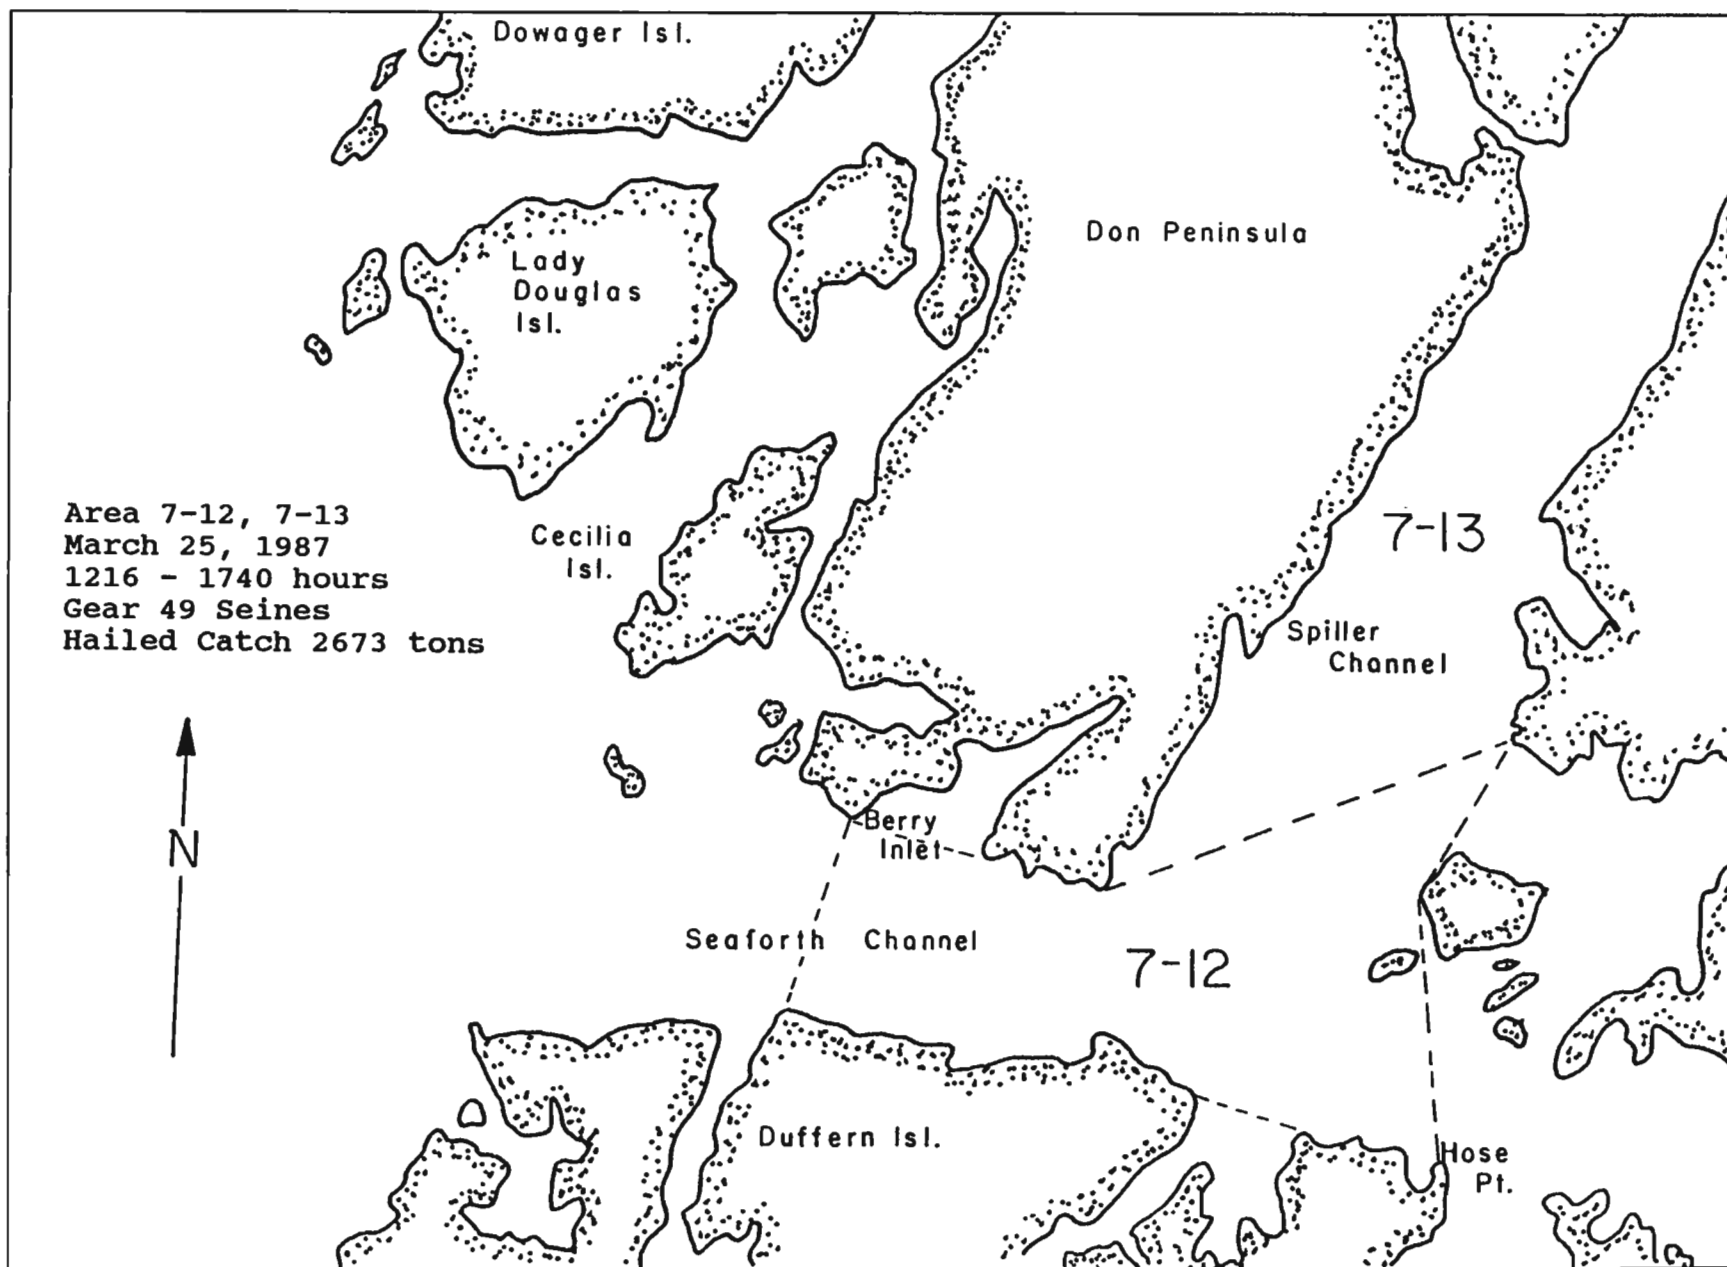 Dowager Isl.
Don Peninsula
Lady
Douglas
Isl.
Area 7-12, 7-13
March 25, 1987
1216 - 1740 hours
Gear 49 Seines
Hailed Catch 2673 tons
Cecilia
Isl.
7-13
Spiller
Channel
N
Berry
Inlet
Seaforth Channel
7-12
Duffern Isl.
Hose
Pt.